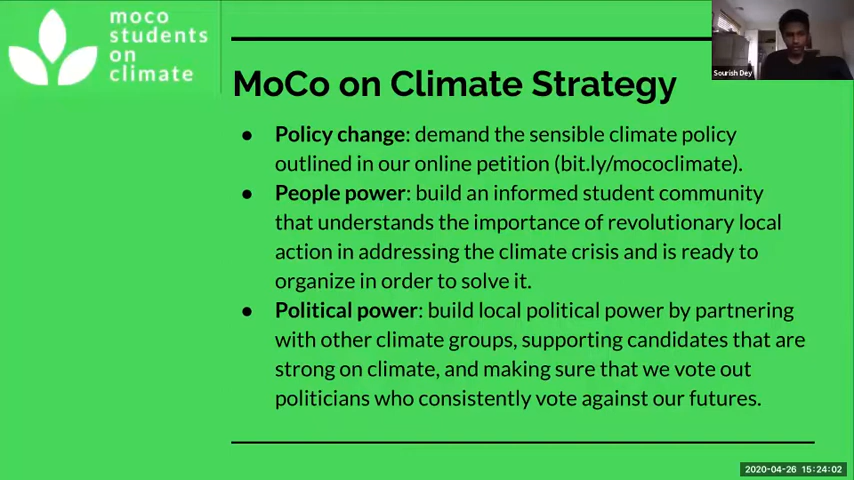 moco
students
on
climate
Sourish Dey
MoCo on Climate Strategy
● Policy change: demand the sensible climate policy
outlined in our online petition (bit.ly/mococlimate).
● People power: build an informed student community
that understands the importance of revolutionary local
action in addressing the climate crisis and is ready to
organize in order to solve it.
● Political power: build local political power by partnering
with other climate groups, supporting candidates that are
strong on climate, and making sure that we vote out
politicians who consistently vote against our futures.
2020-04-26 15:24:02